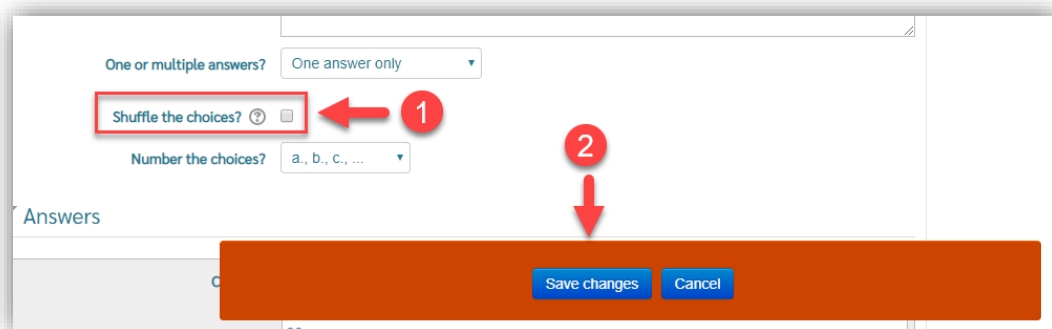 One or multiple answers? One answer only
Shuffle the choices? ? 1
Number the choices? a., b., c., ...
2
Answers
Save changes Cancel